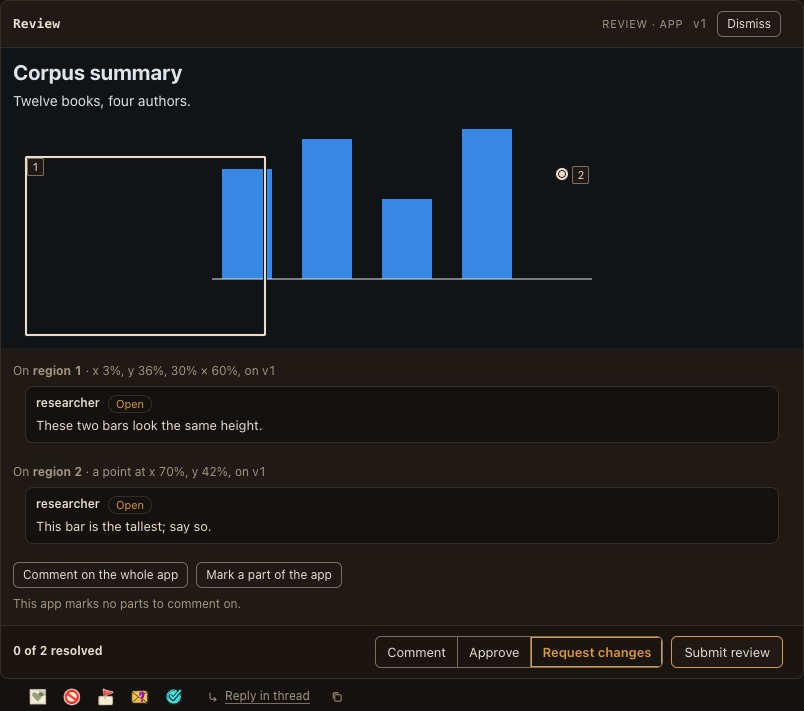 Review
REVIEW · APP v1 Dismiss
Corpus summary
Twelve books, four authors.
1
2
On region 1 · x 3%, y 36%, 30% × 60%, on v1
researcher Open
These two bars look the same height.
On region 2 · a point at x 70%, y 42%, on v1
researcher Open
This bar is the tallest; say so.
Comment on the whole app Mark a part of the app
This app marks no parts to comment on.
0 of 2 resolved Comment Approve Request changes Submit review
Reply in thread